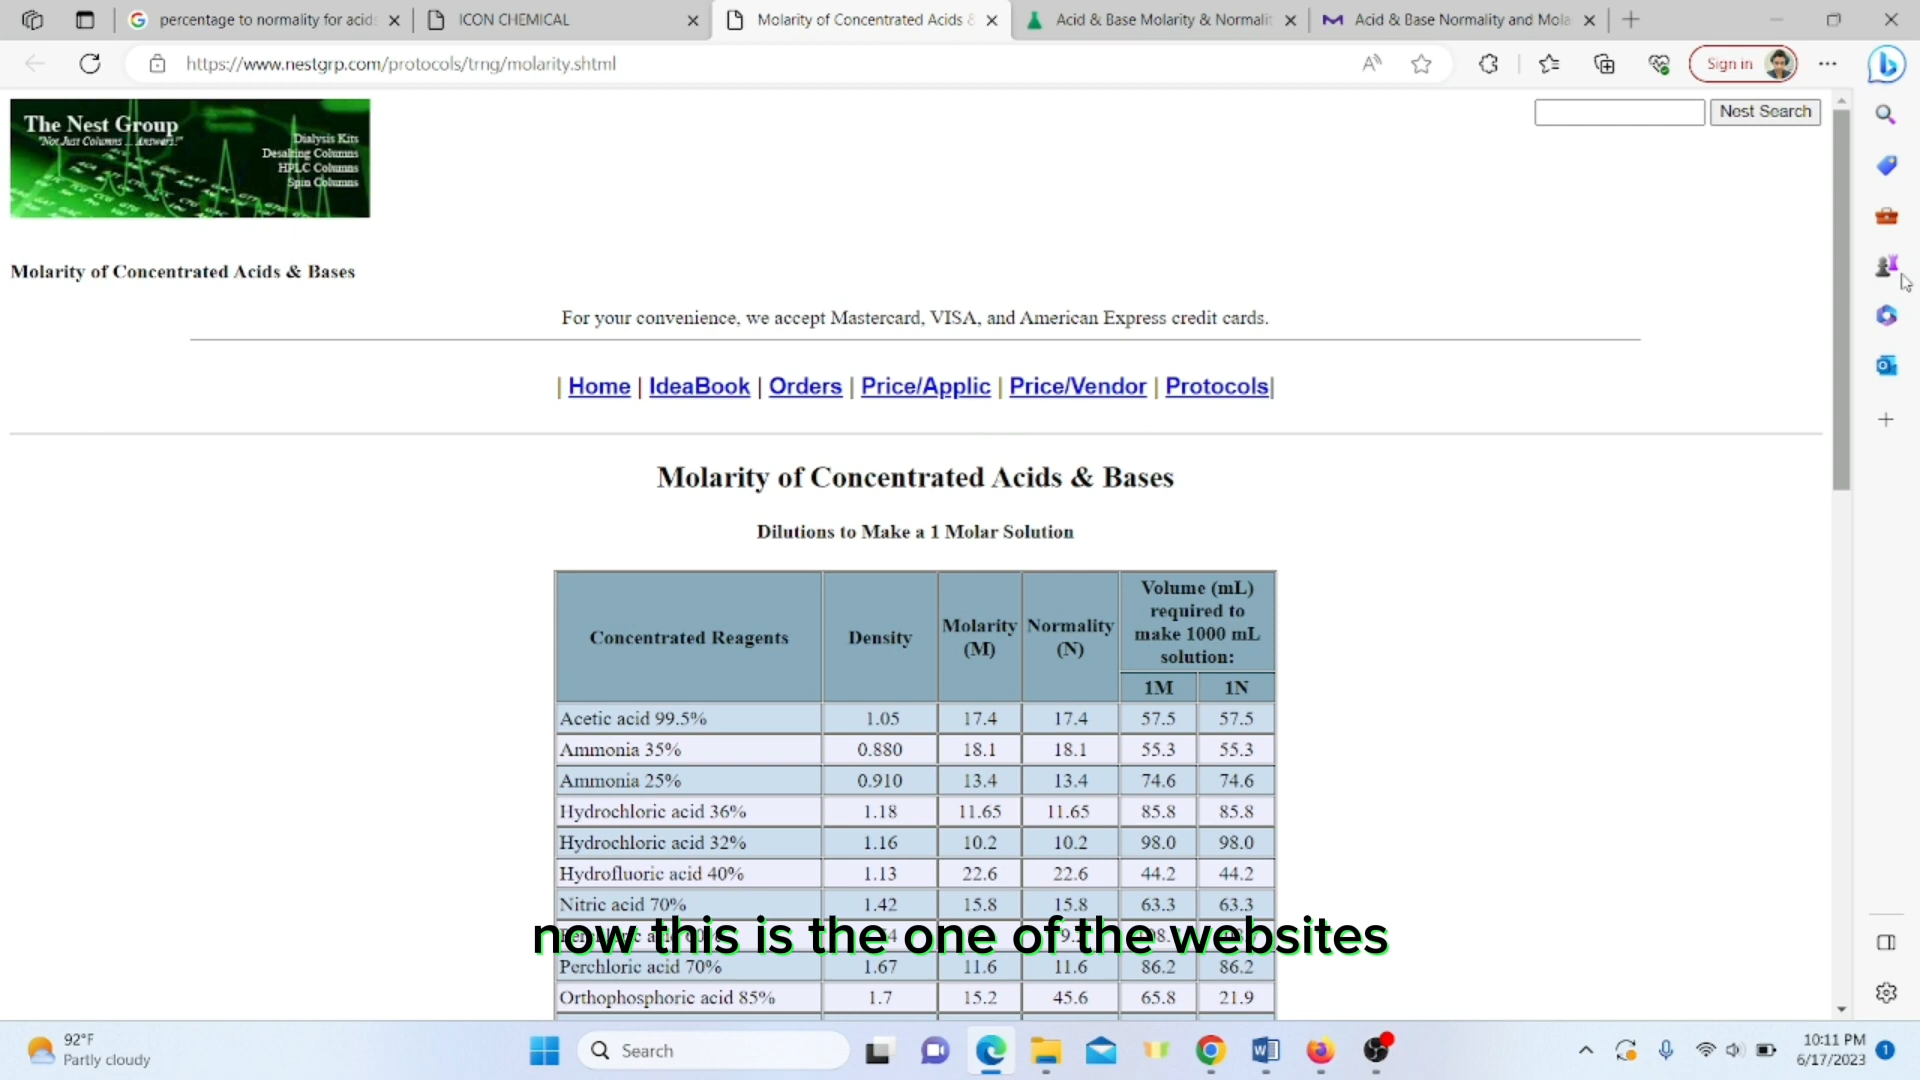 percentage to normality for acid
ICON CHEMICAL
Molarity of Concentrated Acids &
Acid & Base Molarity & Normalit
Acid & Base Normality and Mola
https://www.nestgrp.com/protocols/trng/molarity.shtml
Sign in
The Nest Group
"Not Just Columns ... Answers!"
Dialysis Kits
Desalting Columns
HPLC Columns
Spin Columns
Nest Search
Molarity of Concentrated Acids & Bases
For your convenience, we accept Mastercard, VISA, and American Express credit cards.
| Home | IdeaBook | Orders | Price/Applic | Price/Vendor | Protocols|
Molarity of Concentrated Acids & Bases
Dilutions to Make a 1 Molar Solution
Concentrated Reagents Density Molarity (M) Normality (N) Volume (mL) required to make 1000 mL solution:
1M 1N
Acetic acid 99.5% 1.05 17.4 17.4 57.5 57.5
Ammonia 35% 0.880 18.1 18.1 55.3 55.3
Ammonia 25% 0.910 13.4 13.4 74.6 74.6
Hydrochloric acid 36% 1.18 11.65 11.65 85.8 85.8
Hydrochloric acid 32% 1.16 10.2 10.2 98.0 98.0
Hydrofluoric acid 40% 1.13 22.6 22.6 44.2 44.2
Nitric acid 70% 1.42 15.8 15.8 63.3 63.3
now this is the one of the websites
Perchloric acid 70% 1.67 11.6 11.6 86.2 86.2
Orthophosphoric acid 85% 1.7 15.2 45.6 65.8 21.9
92°F
Partly cloudy
Search
10:11 PM
6/17/2023
1